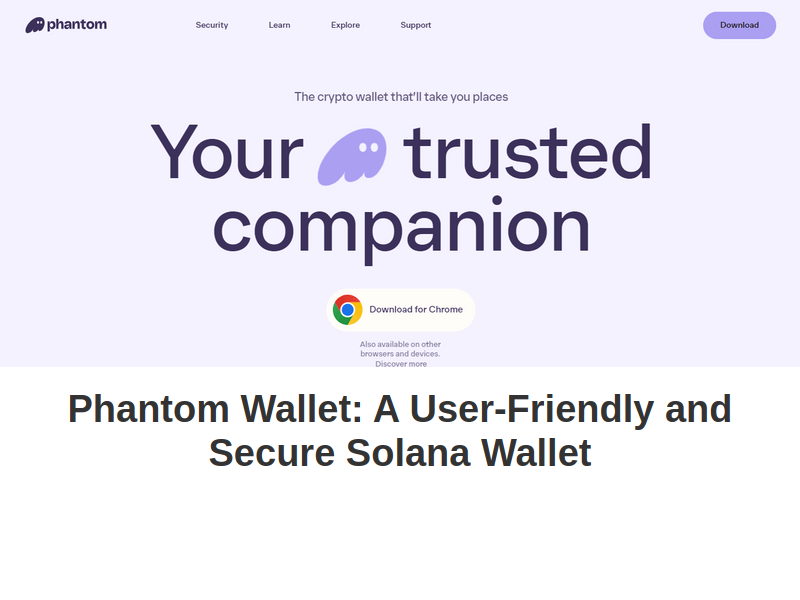 phantom
Security
Learn
Explore
Support
Download
The crypto wallet that'll take you places
Your trusted
companion
Download for Chrome
Also available on other
browsers and devices.
Discover more
Phantom Wallet: A User-Friendly and
Secure Solana Wallet